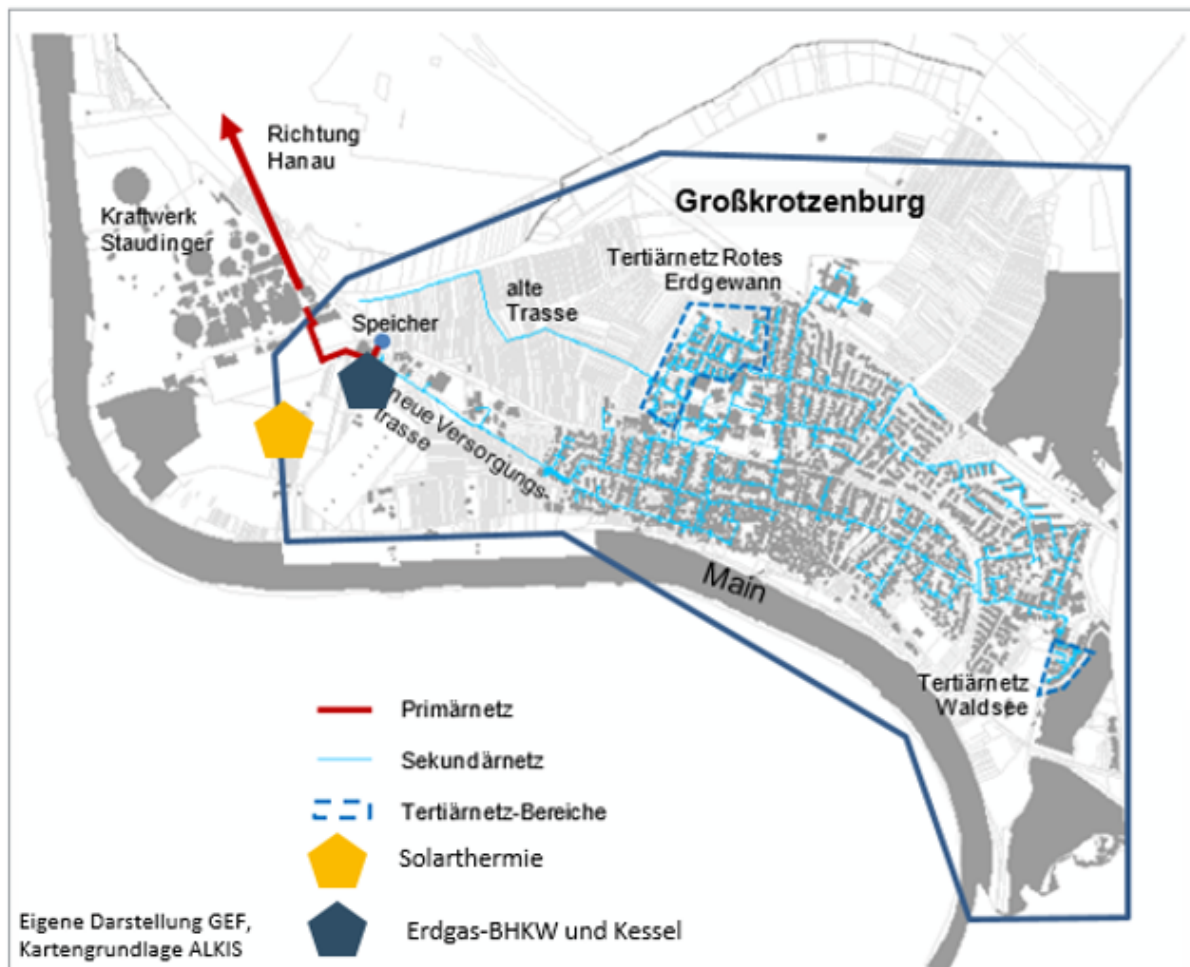 Richtung
Hanau
Kraftwerk
Staudinger
Großkrotzenburg
Tertiärnetz Rotes
Erdgewann
alte
Trasse
Speicher
neue Versorgungs-
trasse
Main
Tertiärnetz
Waldsee
Primärnetz
Sekundärnetz
Tertiärnetz-Bereiche
Solarthermie
Erdgas-BHKW und Kessel
Eigene Darstellung GEF,
Kartengrundlage ALKIS